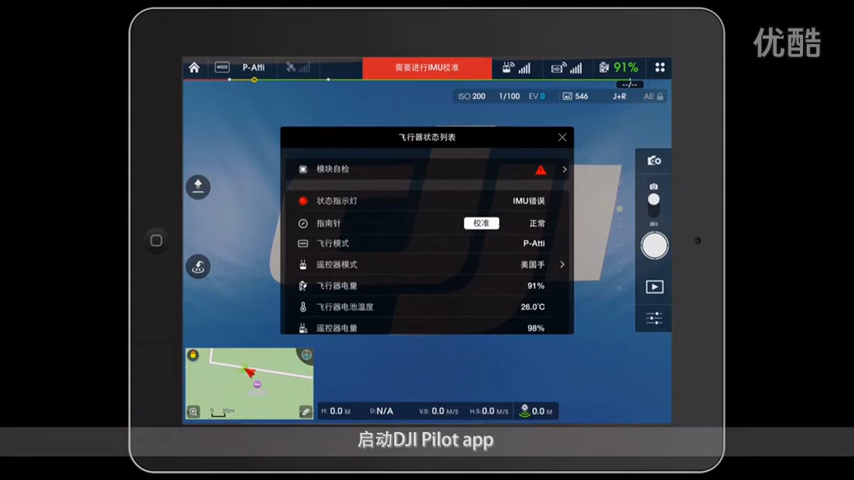 优酷
MODE P-Atti 需要进行IMU校准 HD 91%
--/--
ISO 200 1/100 EV 0 546 J+R AE
飞行器状态列表
模块自检
状态指示灯 IMU错误
指南针 校准 正常
飞行模式 P-Atti
遥控器模式 美国手
飞行器电量 91%
飞行器电池温度 26.0°C
遥控器电量 98%
H: 0.0 M D: N/A V.S: 0.0 M/S H.S: 0.0 M/S 0.0 M
启动DJI Pilot app